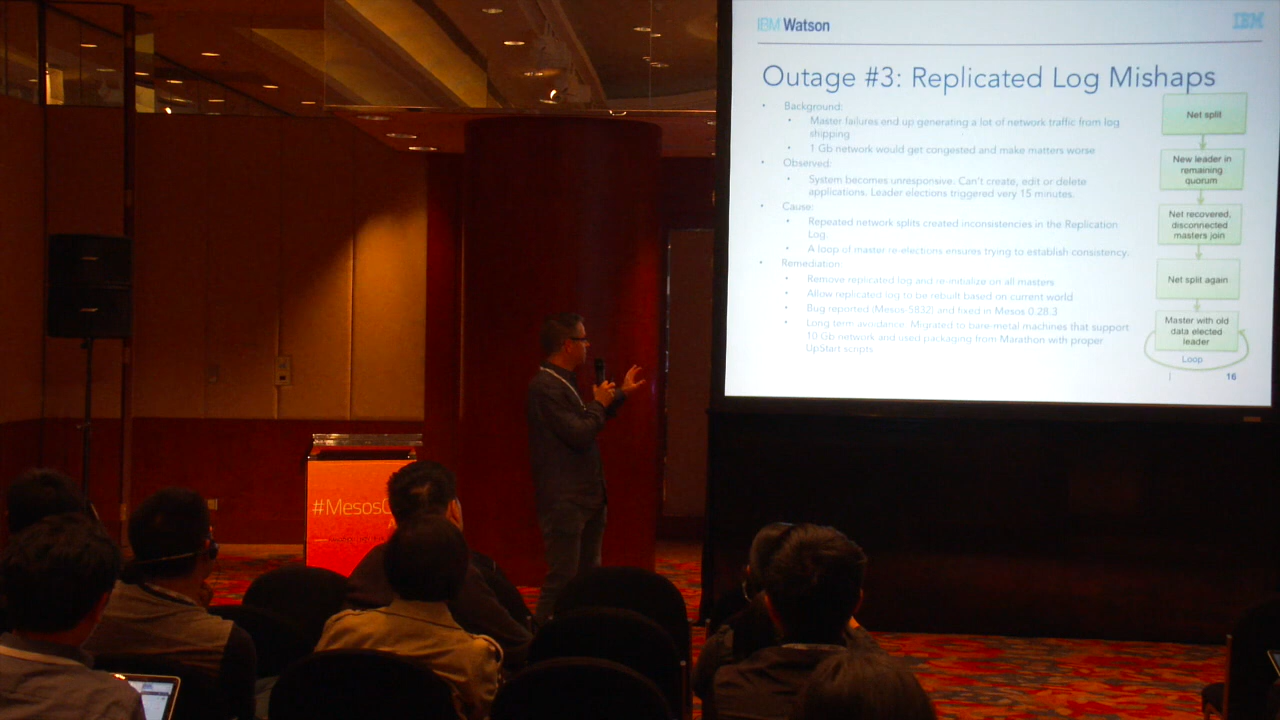 IBM Watson
IBM
Outage #3: Replicated Log Mishaps
• Background:
• Master failures end up generating a lot of network traffic from log
shipping
• 1 Gb network would get congested and make matters worse
• Observed:
• System becomes unresponsive. Can't create, edit or delete
applications. Leader elections triggered very 15 minutes.
• Cause:
• Repeated network splits created inconsistencies in the Replication
Log
• A loop of master re-elections ensures trying to establish consistency.
• Remediation
• Remove replicated log and re-initialize on all masters
• Allow replicated log to be rebuilt based on current world
• Bug reported (Mesos-5832) and fixed in Mesos 0.28.3
• Long term avoidance: Migrated to bare-metal machines that support
10 Gb network and used packaging from Marathon with proper
UpStart scripts
Net split
New leader in
remaining
quorum
Net recovered,
disconnected
masters join
Net split again
Master with old
data elected
leader
Loop
16
#MesosC